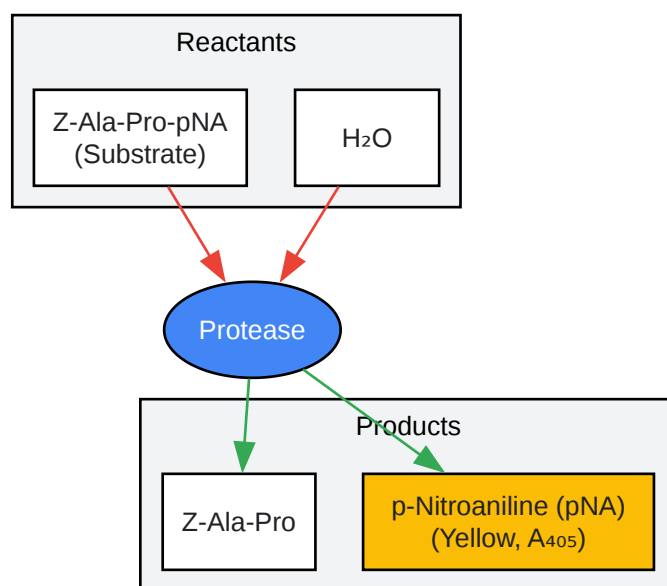 Reactants
Z-Ala-Pro-pNA
(Substrate)
H₂O
Protease
Products
Z-Ala-Pro
p-Nitroaniline (pNA)
(Yellow, A₄₀₅)